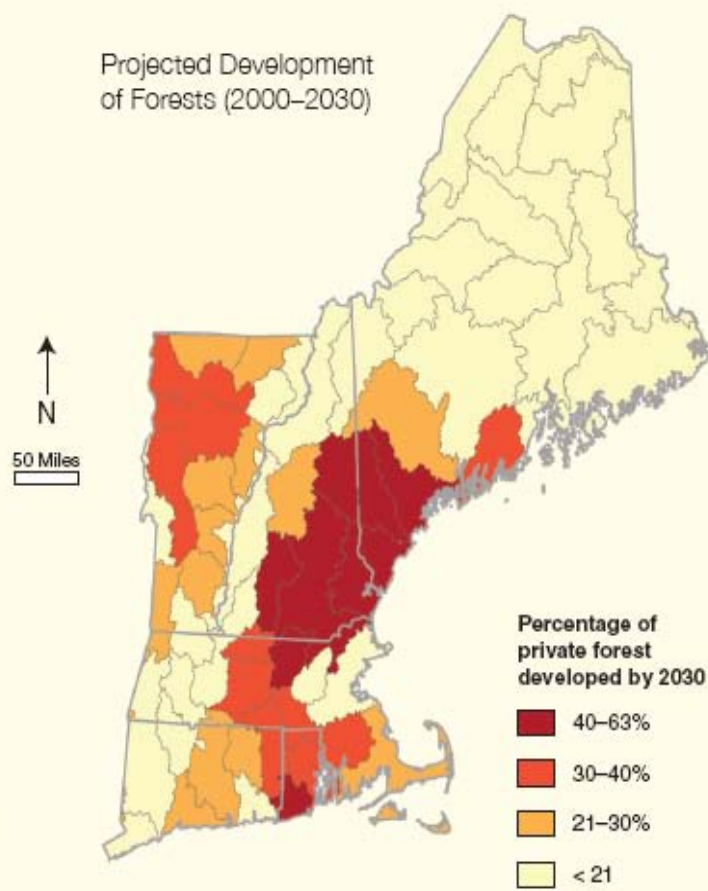 Projected Development
of Forests (2000–2030)
N
50 Miles
Percentage of
private forest
developed by 2030
40–63%
30–40%
21–30%
< 21